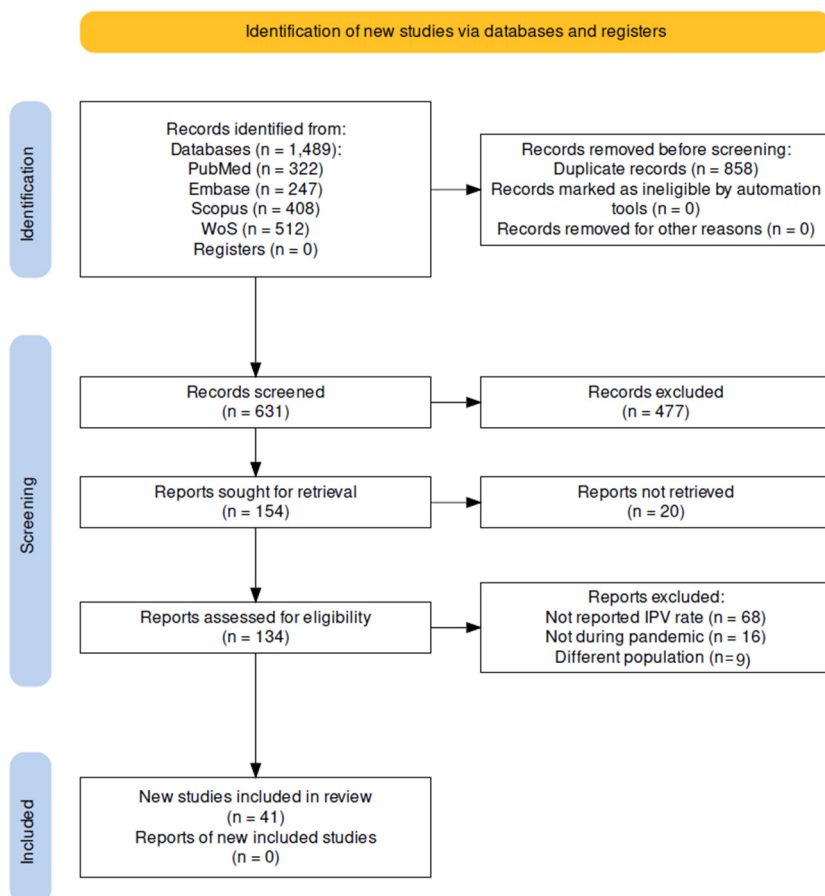 Identification of new studies via databases and registers
Identification
Records identified from:
Databases (n = 1,489):
PubMed (n = 322)
Embase (n = 247)
Scopus (n = 408)
WoS (n = 512)
Registers (n = 0)
Records removed before screening:
Duplicate records (n = 858)
Records marked as ineligible by automation
tools (n = 0)
Records removed for other reasons (n = 0)
Screening
Records screened
(n = 631)
Records excluded
(n = 477)
Reports sought for retrieval
(n = 154)
Reports not retrieved
(n = 20)
Reports assessed for eligibility
(n = 134)
Reports excluded:
Not reported IPV rate (n = 68)
Not during pandemic (n = 16)
Different population (n=9)
Included
New studies included in review
(n = 41)
Reports of new included studies
(n = 0)